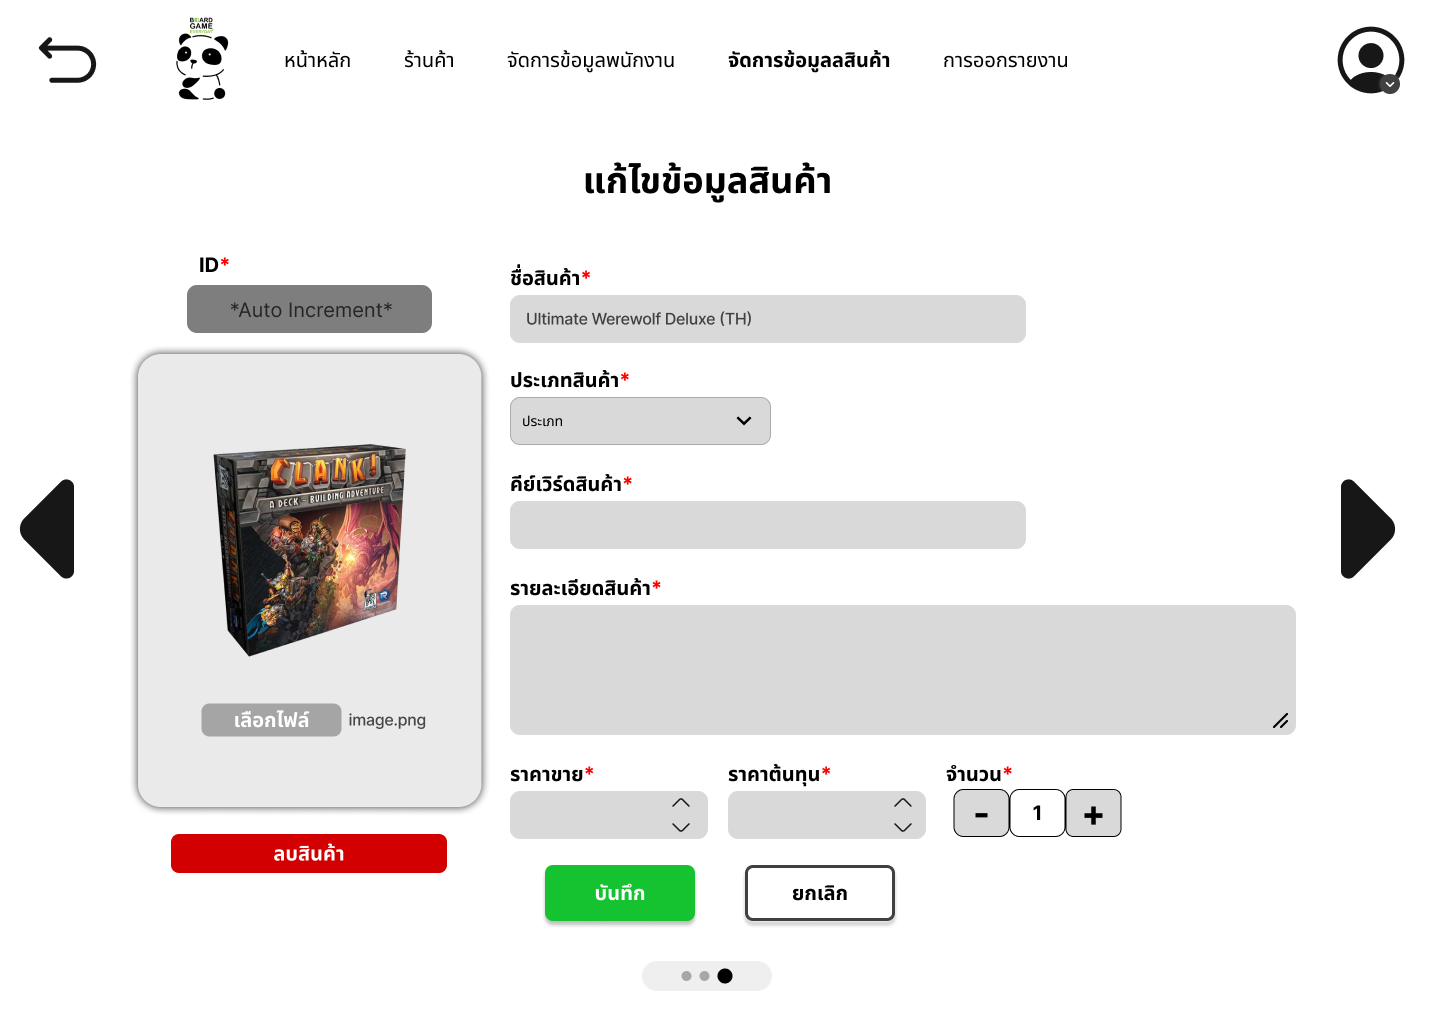 BOARD
GAME
EVERYDAY
หน้าหลัก
ร้านค้า
จัดการข้อมูลพนักงาน
จัดการข้อมูลลสินค้า
การออกรายงาน
แก้ไขข้อมูลสินค้า
ID*
*Auto Increment*
CLANK!
A DECK-BUILDING ADVENTURE
CLANK!
เลือกไฟล์ image.png
ลบสินค้า
ชื่อสินค้า*
Ultimate Werewolf Deluxe (TH)
ประเภทสินค้า*
ประเภท
คีย์เวิร์ดสินค้า*
รายละเอียดสินค้า*
ราคาขาย* ราคาต้นทุน* จำนวน*
- 1 +
บันทึก ยกเลิก